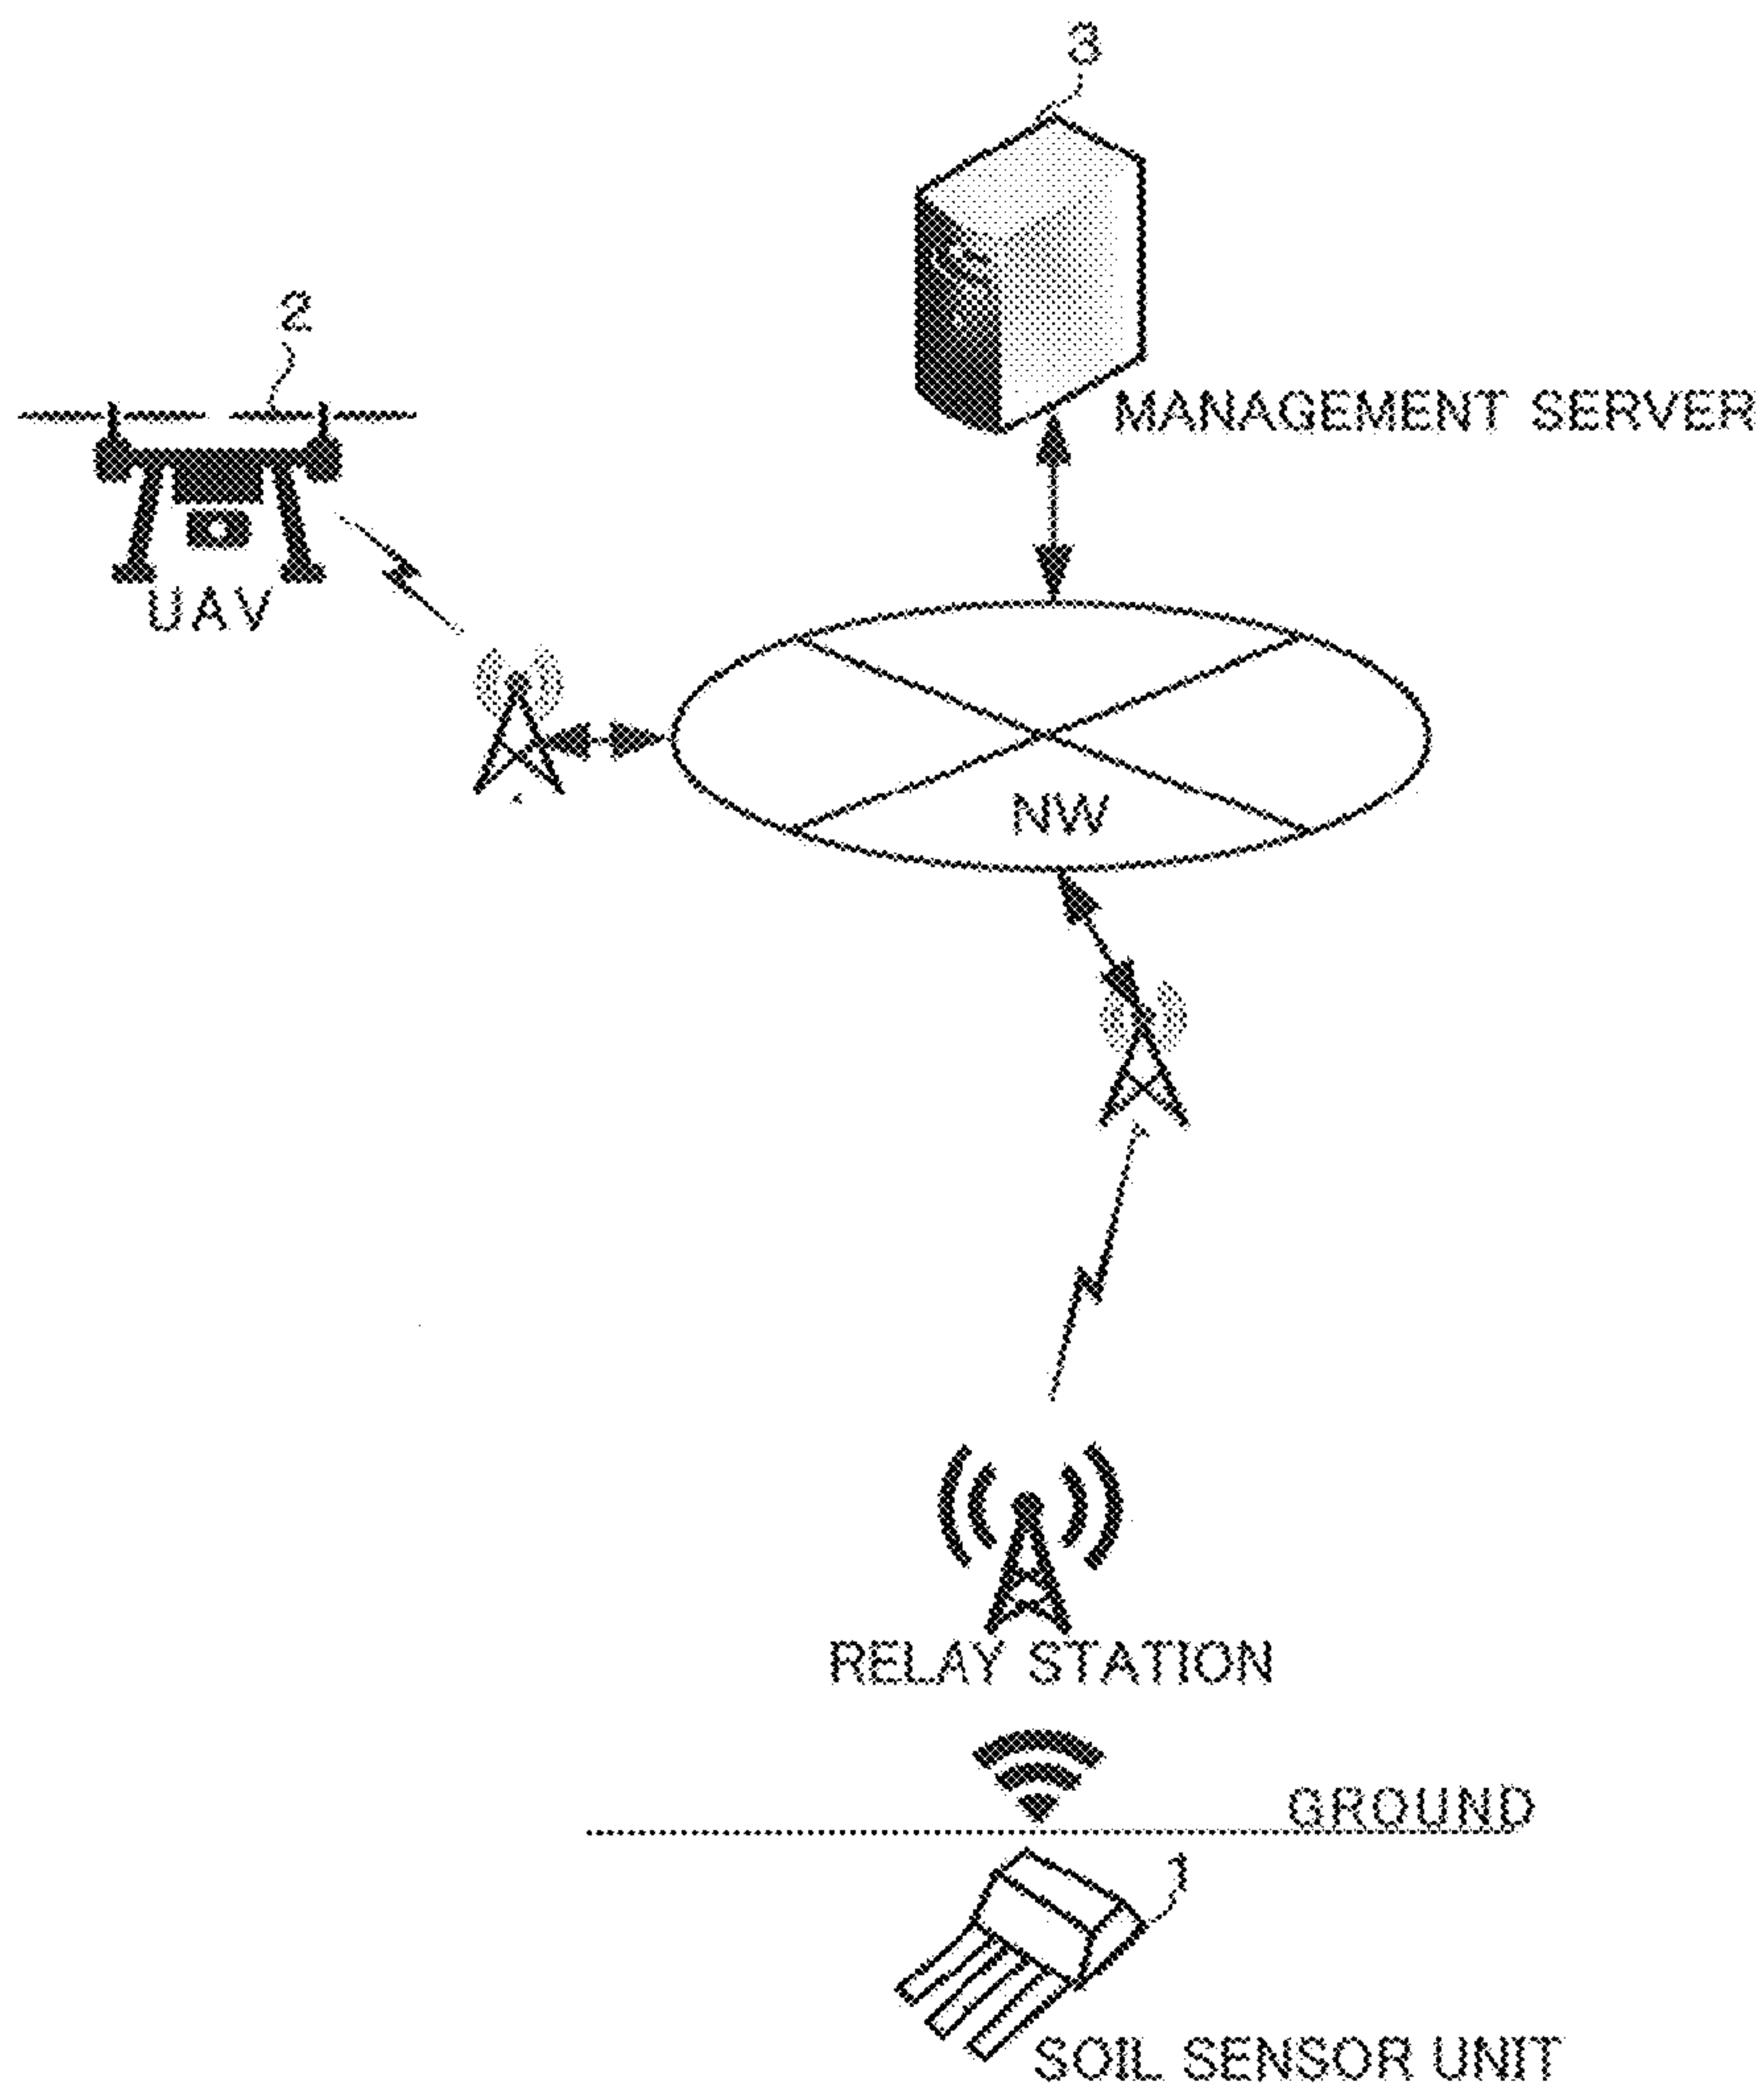 3
2
MANAGEMENT SERVER
UAV
NW
RELAY STATION
GROUND
1
SOIL SENSOR UNIT